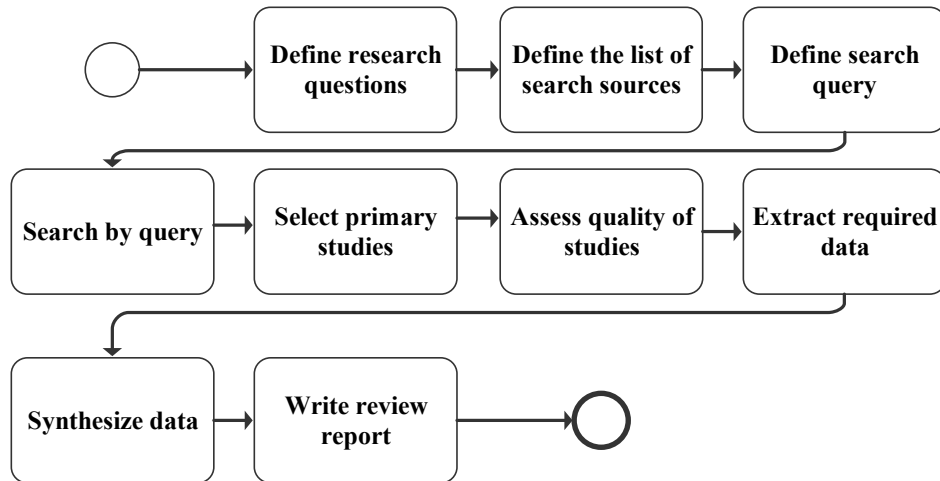 Define research
questions
Define the list of
search sources
Define search
query
Search by query
Select primary
studies
Assess quality of
studies
Extract required
data
Synthesize data
Write review
report